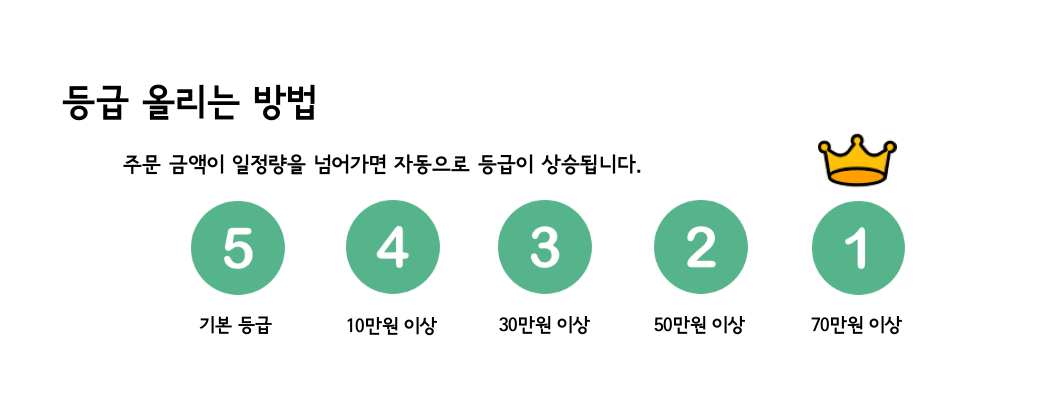 등급 올리는 방법
주문 금액이 일정량을 넘어가면 자동으로 등급이 상승됩니다.
5 4 3 2 1
기본 등급 10만원 이상 30만원 이상 50만원 이상 70만원 이상